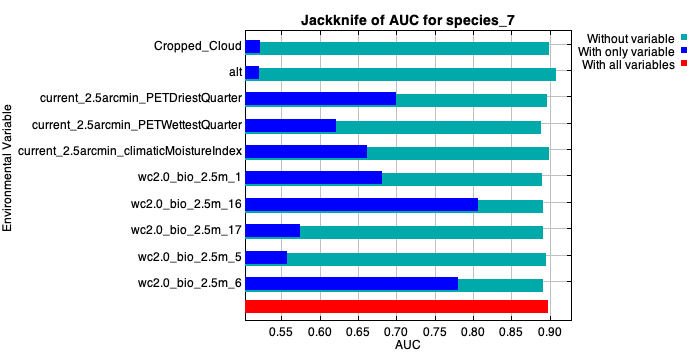 Jackknife of AUC for species_7
Without variable
With only variable
With all variables
Environmental Variable
Cropped_Cloud
alt
current_2.5arcmin_PETDriestQuarter
current_2.5arcmin_PETWettestQuarter
current_2.5arcmin_climaticMoistureIndex
wc2.0_bio_2.5m_1
wc2.0_bio_2.5m_16
wc2.0_bio_2.5m_17
wc2.0_bio_2.5m_5
wc2.0_bio_2.5m_6
0.55 0.60 0.65 0.70 0.75 0.80 0.85 0.90
AUC